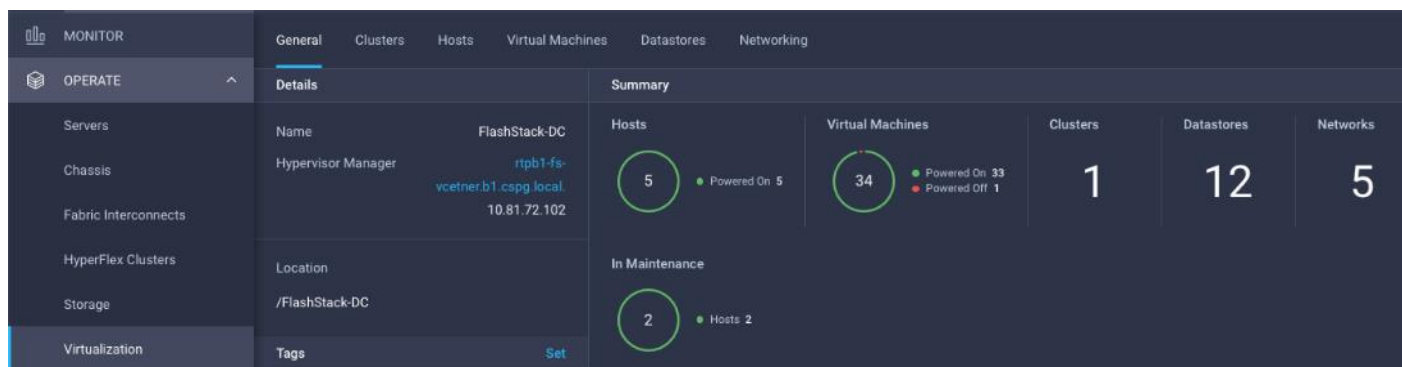 MONITOR
OPERATE
Servers
Chassis
Fabric Interconnects
HyperFlex Clusters
Storage
Virtualization
General Clusters Hosts Virtual Machines Datastores Networking
Details
Name FlashStack-DC
Hypervisor Manager rtpb1-fs-
vcetner.b1.cspg.local.
10.81.72.102
Location
/FlashStack-DC
Tags Set
Summary
Hosts
5 Powered On 5
Virtual Machines
34 Powered On 33
Powered Off 1
Clusters
1
Datastores
12
Networks
5
In Maintenance
2 Hosts 2